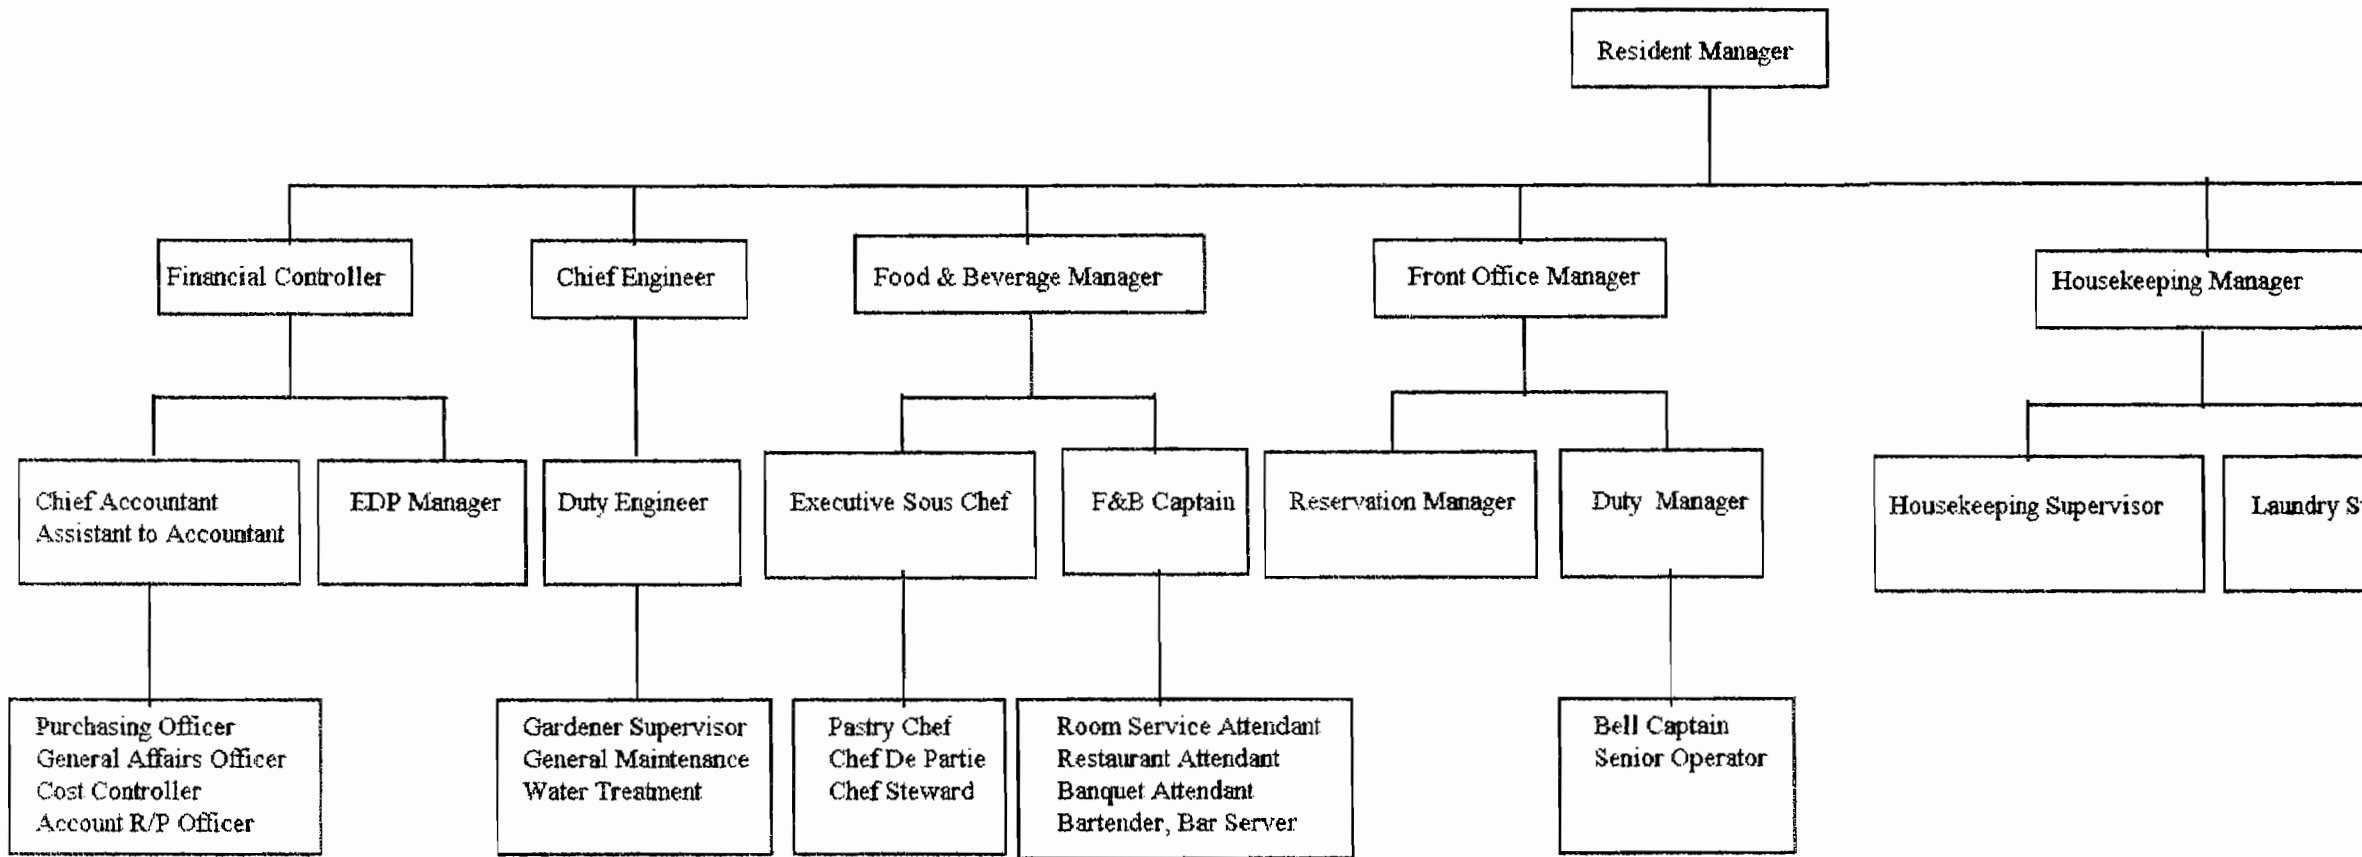 Resident Manager
Financial Controller
Chief Engineer
Food & Beverage Manager
Front Office Manager
Housekeeping Manager
Chief Accountant
Assistant to Accountant
EDP Manager
Duty Engineer
Executive Sous Chef
F&B Captain
Reservation Manager
Duty Manager
Housekeeping Supervisor
Laundry
Purchasing Officer
General Affairs Officer
Cost Controller
Account R/P Officer
Gardener Supervisor
General Maintenance
Water Treatment
Pastry Chef
Chef De Partie
Chef Steward
Room Service Attendant
Restaurant Attendant
Banquet Attendant
Bartender, Bar Server
Bell Captain
Senior Operator